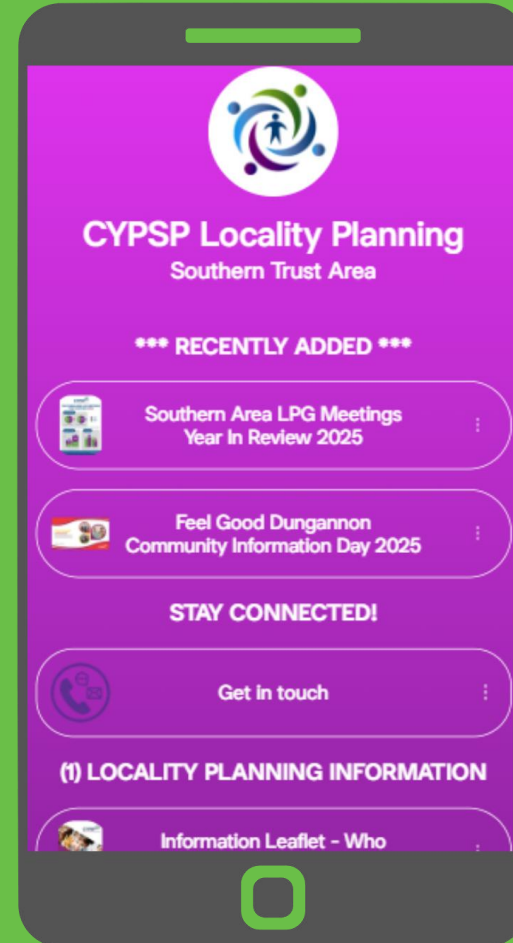 CYPSP Locality Planning
Southern Trust Area
*** RECENTLY ADDED ***
Southern Area LPG Meetings
Year In Review 2025
Feel Good Dungannon
Community Information Day 2025
STAY CONNECTED!
Get in touch
(1) LOCALITY PLANNING INFORMATION
Information Leaflet - Who